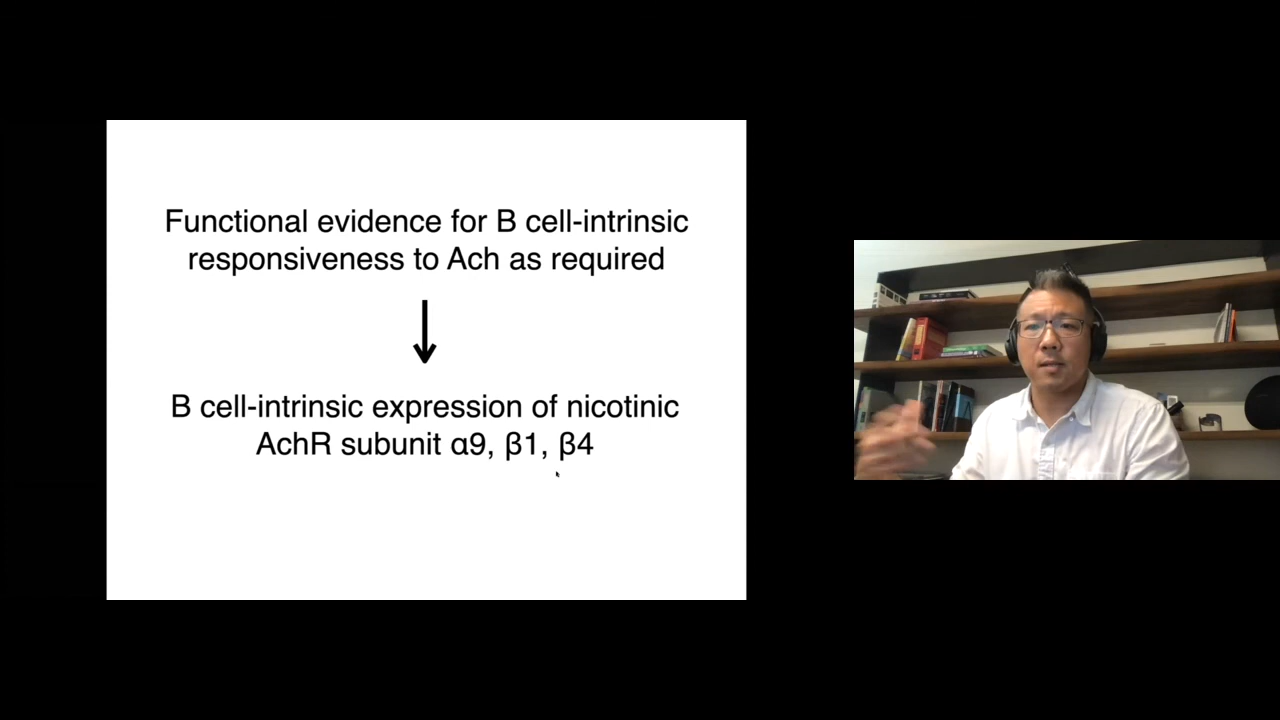 Functional evidence for B cell-intrinsic
responsiveness to Ach as required
B cell-intrinsic expression of nicotinic
AchR subunit α9, β1, β4